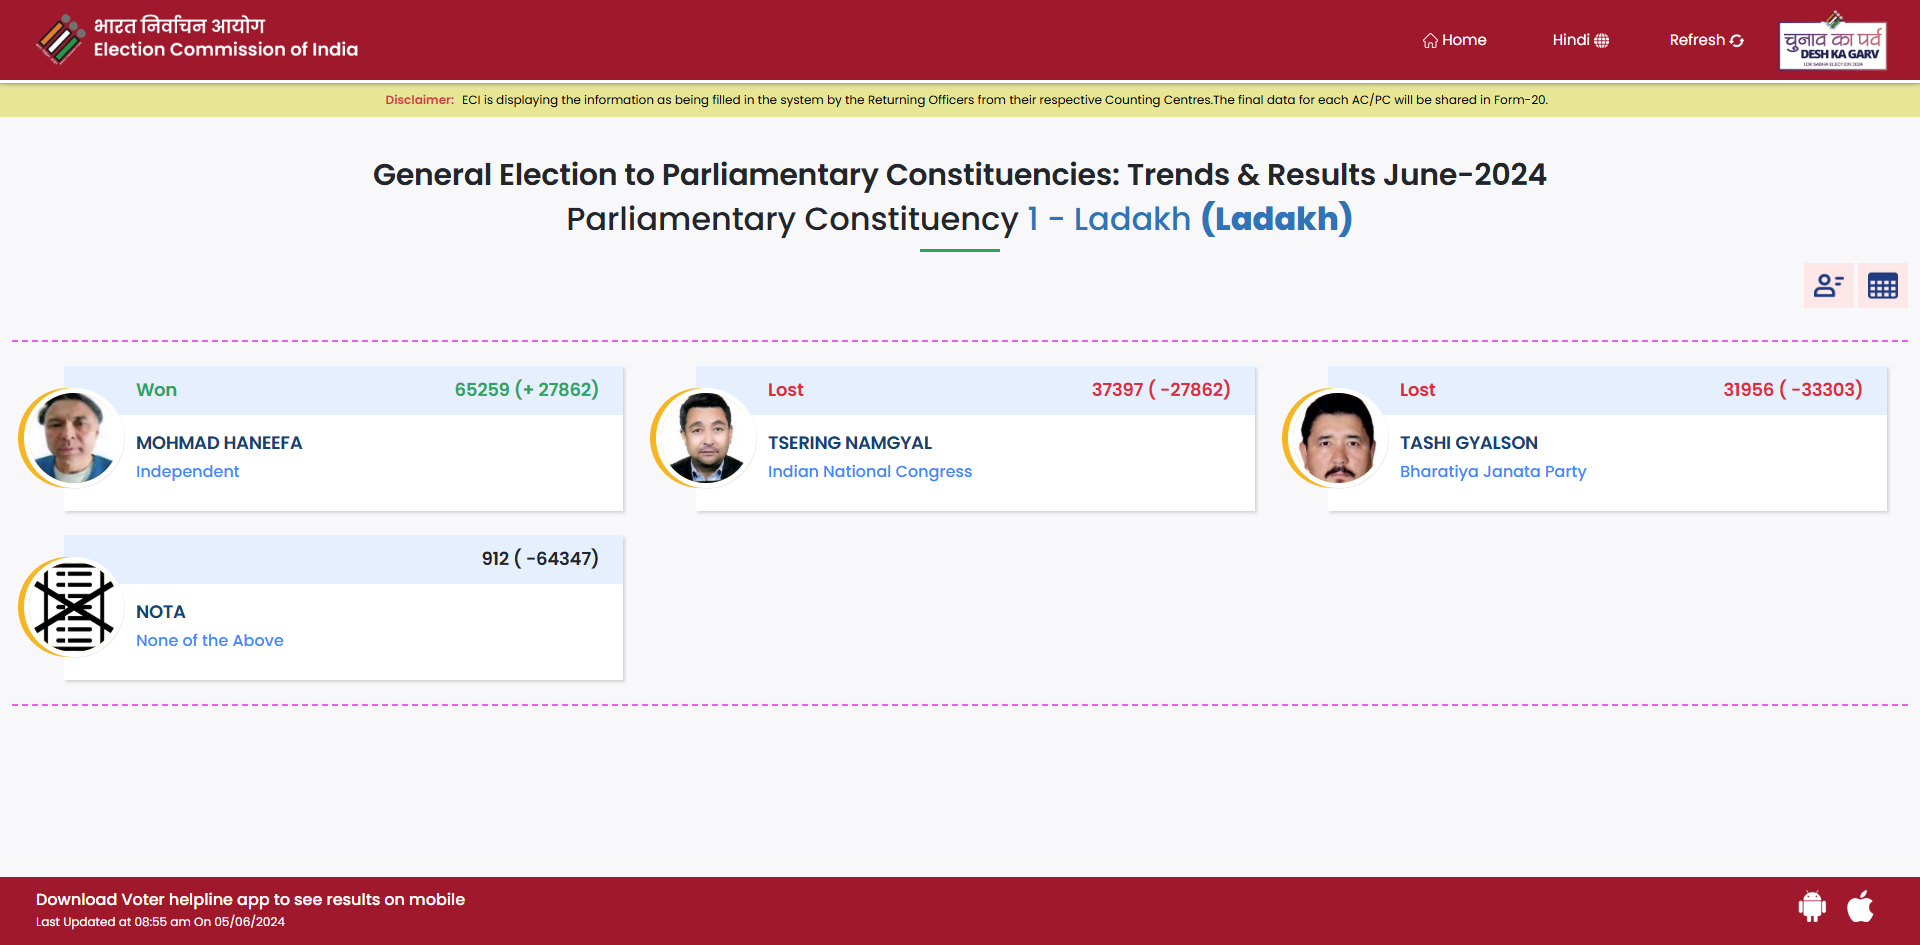 भारत निर्वाचन आयोग
Election Commission of India
Home
Hindi
Refresh
चुनाव का पर्व
DESH KA GARV
LOK SABHA ELECTION 2024
Disclaimer: ECI is displaying the information as being filled in the system by the Returning Officers from their respective Counting Centres.The final data for each AC/PC will be shared in Form-20.
General Election to Parliamentary Constituencies: Trends & Results June-2024
Parliamentary Constituency 1 - Ladakh (Ladakh)
Won 65259 (+ 27862)
MOHMAD HANEEFA
Independent
Lost 37397 ( -27862)
TSERING NAMGYAL
Indian National Congress
Lost 31956 ( -33303)
TASHI GYALSON
Bharatiya Janata Party
912 ( -64347)
NOTA
None of the Above
Download Voter helpline app to see results on mobile
Last Updated at 08:55 am On 05/06/2024